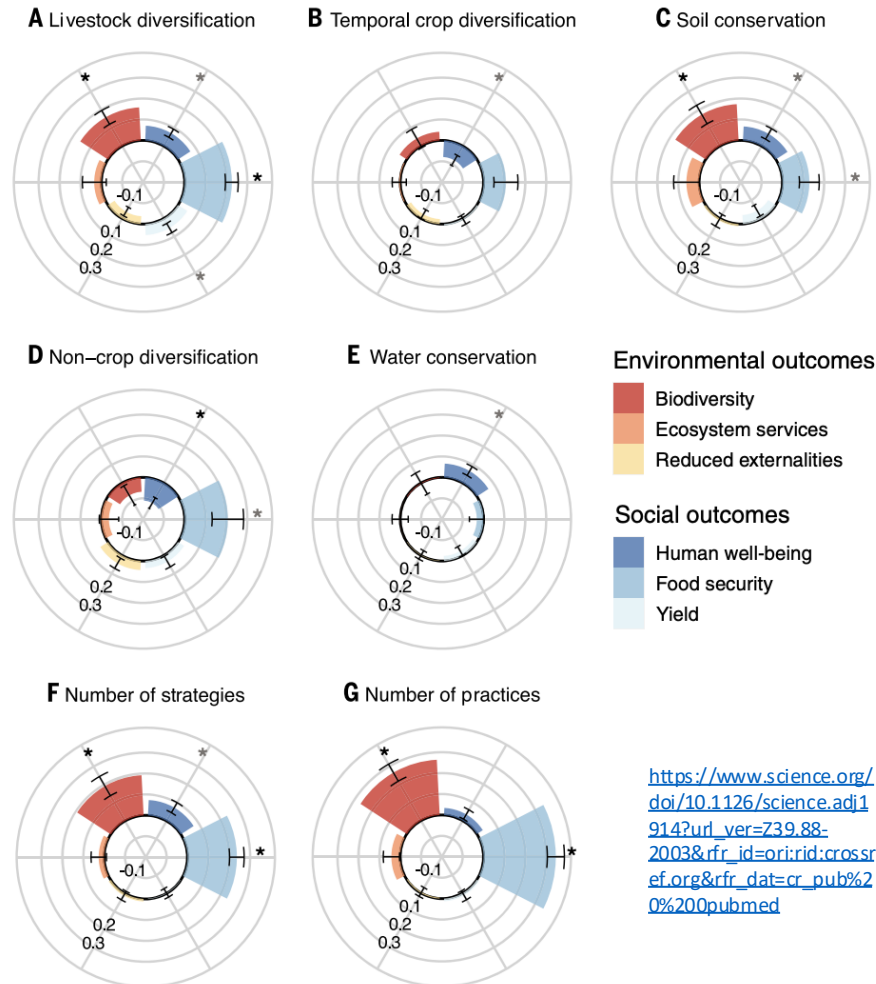 A Livestock diversification
B Temporal crop diversification
C Soil conservation
*
*
*
*
*
*
*
*
-0.1
0.1
0.2
0.3
-0.1
0.1
0.2
0.3
-0.1
0.2
0.3
D Non–crop diversification
E Water conservation
*
*
*
-0.1
0.2
0.3
-0.1
0.1
0.2
0.3
Environmental outcomes
Biodiversity
Ecosystem services
Reduced externalities
Social outcomes
Human well-being
Food security
Yield
F Number of strategies
G Number of practices
*
*
*
*
*
-0.1
0.2
0.3
-0.1
0.1
0.2
0.3
https://www.science.org/
doi/10.1126/science.adj1
914?url_ver=Z39.88-
2003&rfr_id=ori:rid:crossr
ef.org&rfr_dat=cr_pub%2
0%200pubmed